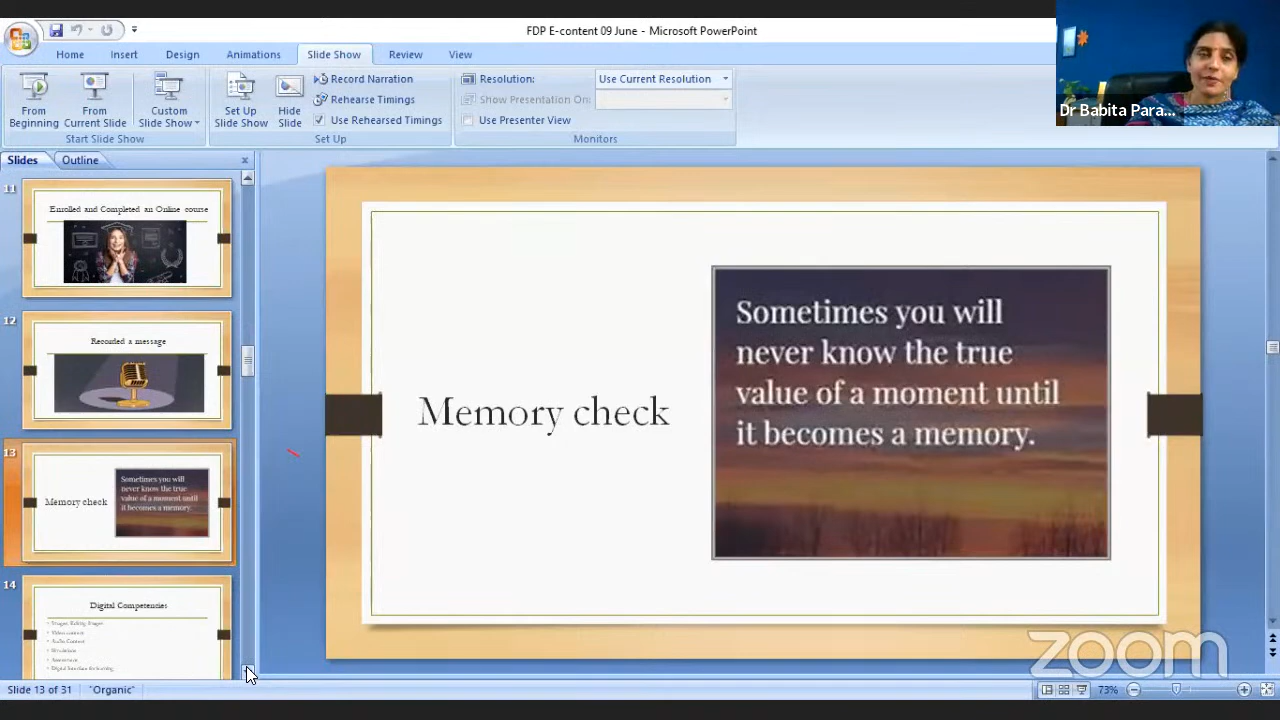 FDP E-content 09 June - Microsoft PowerPoint
Home Insert Design Animations Slide Show Review View
From Beginning
From Current Slide
Custom Slide Show
Start Slide Show
Set Up Slide Show
Hide Slide
Record Narration
Rehearse Timings
Use Rehearsed Timings
Set Up
Resolution: Use Current Resolution
Show Presentation On:
Use Presenter View
Monitors
Dr Babita Para...
Slides Outline
11
Enrolled and Completed an Online course
12
Recorded a message
13
Memory check
Sometimes you will
never know the true
value of a moment until
it becomes a memory.
14
Digital Competencies
Memory check
Sometimes you will
never know the true
value of a moment until
it becomes a memory.
zoom
Slide 13 of 31 "Organic" 73%